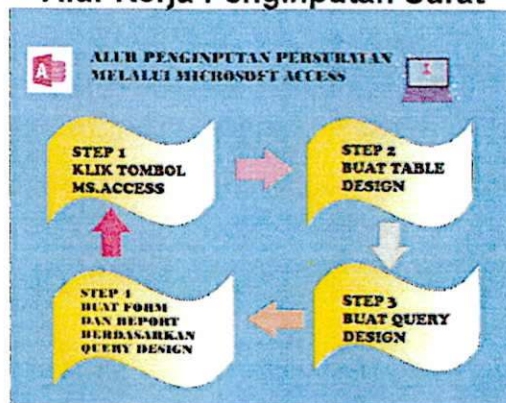 Alur Kerja Penginputan Surat
A
ALUR PENGINPUTAN PERSURATAN
MELALUI MICROSOFT ACCESS
STEP 1
KLIK TOMBOL
MS.ACCESS
STEP 2
BUAT TABLE
DESIGN
STEP 3
BUAT QUERY
DESIGN
STEP 4
BUAT FORM
DAN REPORT
BERDASARKAN
QUERY DESIGN